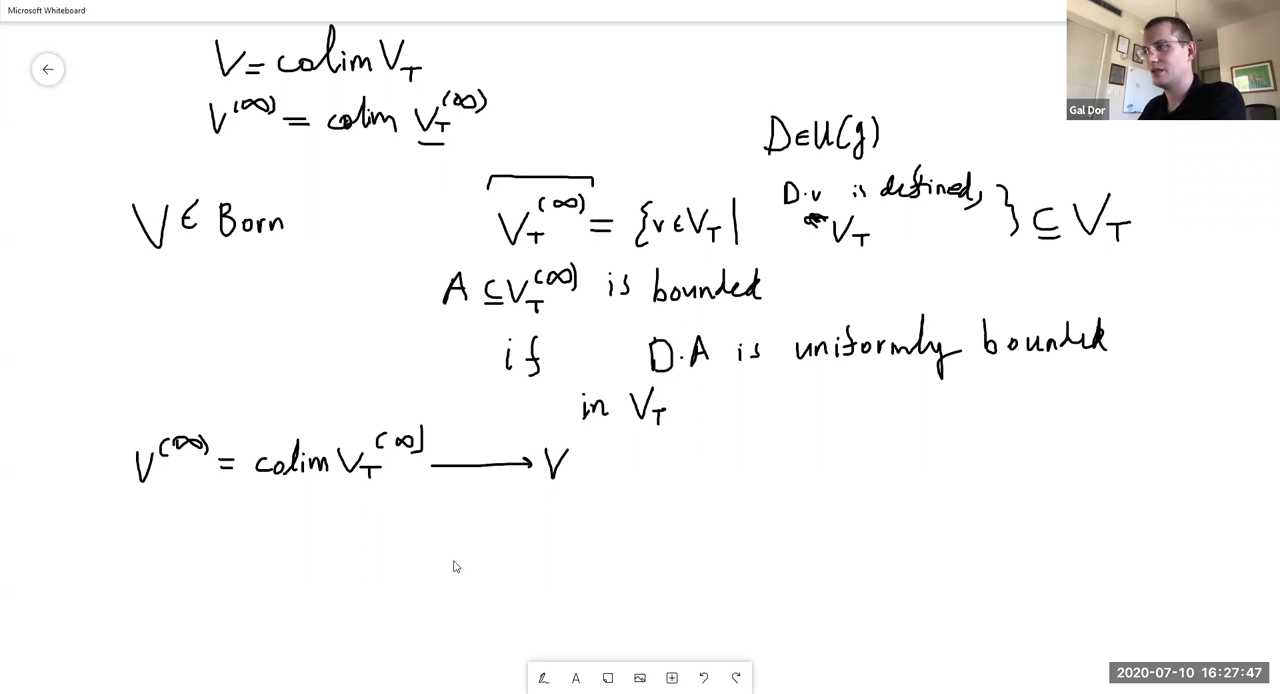 Microsoft Whiteboard
V = colim V_T
V^(∞) = colim V_T^(∞)
Gal Dor
D∈U(g)
V ∈ Born
V_T^(∞) = {v∈V_T | D.v is defined, V_T } ⊆ V_T
A ⊆ V_T^(∞) is bounded
if D.A is uniformly bounded
in V_T
V^(∞) = colim V_T^(∞) ⟶ V
2020-07-10 16:27:47